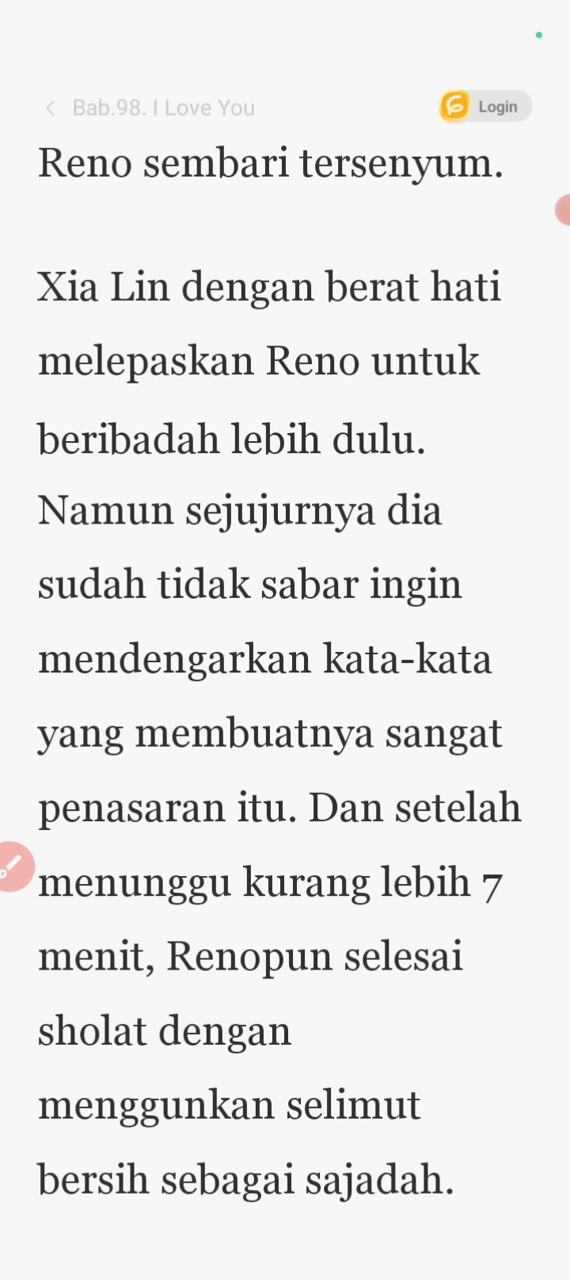 Bab.98. I Love You
Login
Reno sembari tersenyum.
Xia Lin dengan berat hati
melepaskan Reno untuk
beribadah lebih dulu.
Namun sejujurnya dia
sudah tidak sabar ingin
mendengarkan kata-kata
yang membuatnya sangat
penasaran itu. Dan setelah
menunggu kurang lebih 7
menit, Renopun selesai
sholat dengan
menggunkan selimut
bersih sebagai sajadah.